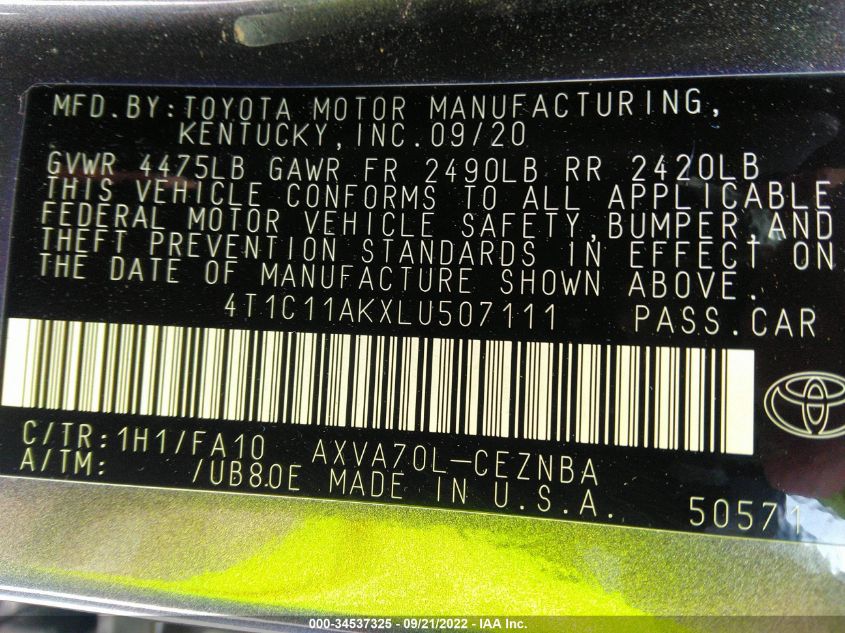 MFD.BY:TOYOTA MOTOR MANUFACTURING,
KENTUCKY,INC.09/20
GVWR 4475LB GAWR FR 2490LB RR 2420LB
THIS VEHICLE CONFORMS TO ALL APPLICABLE
FEDERAL MOTOR VEHICLE SAFETY,BUMPER,AND
THEFT PREVENTION STANDARDS IN EFFECT ON
THE DATE OF MANUFACTURE SHOWN ABOVE.
4T1C11AKXLU507111 PASS.CAR
C/TR:1H1/FA10 AXVA70L-CEZNBA
A/TM: /UB80E MADE IN U.S.A. 50571
000-34537325 - 09/21/2022 - IAA Inc.